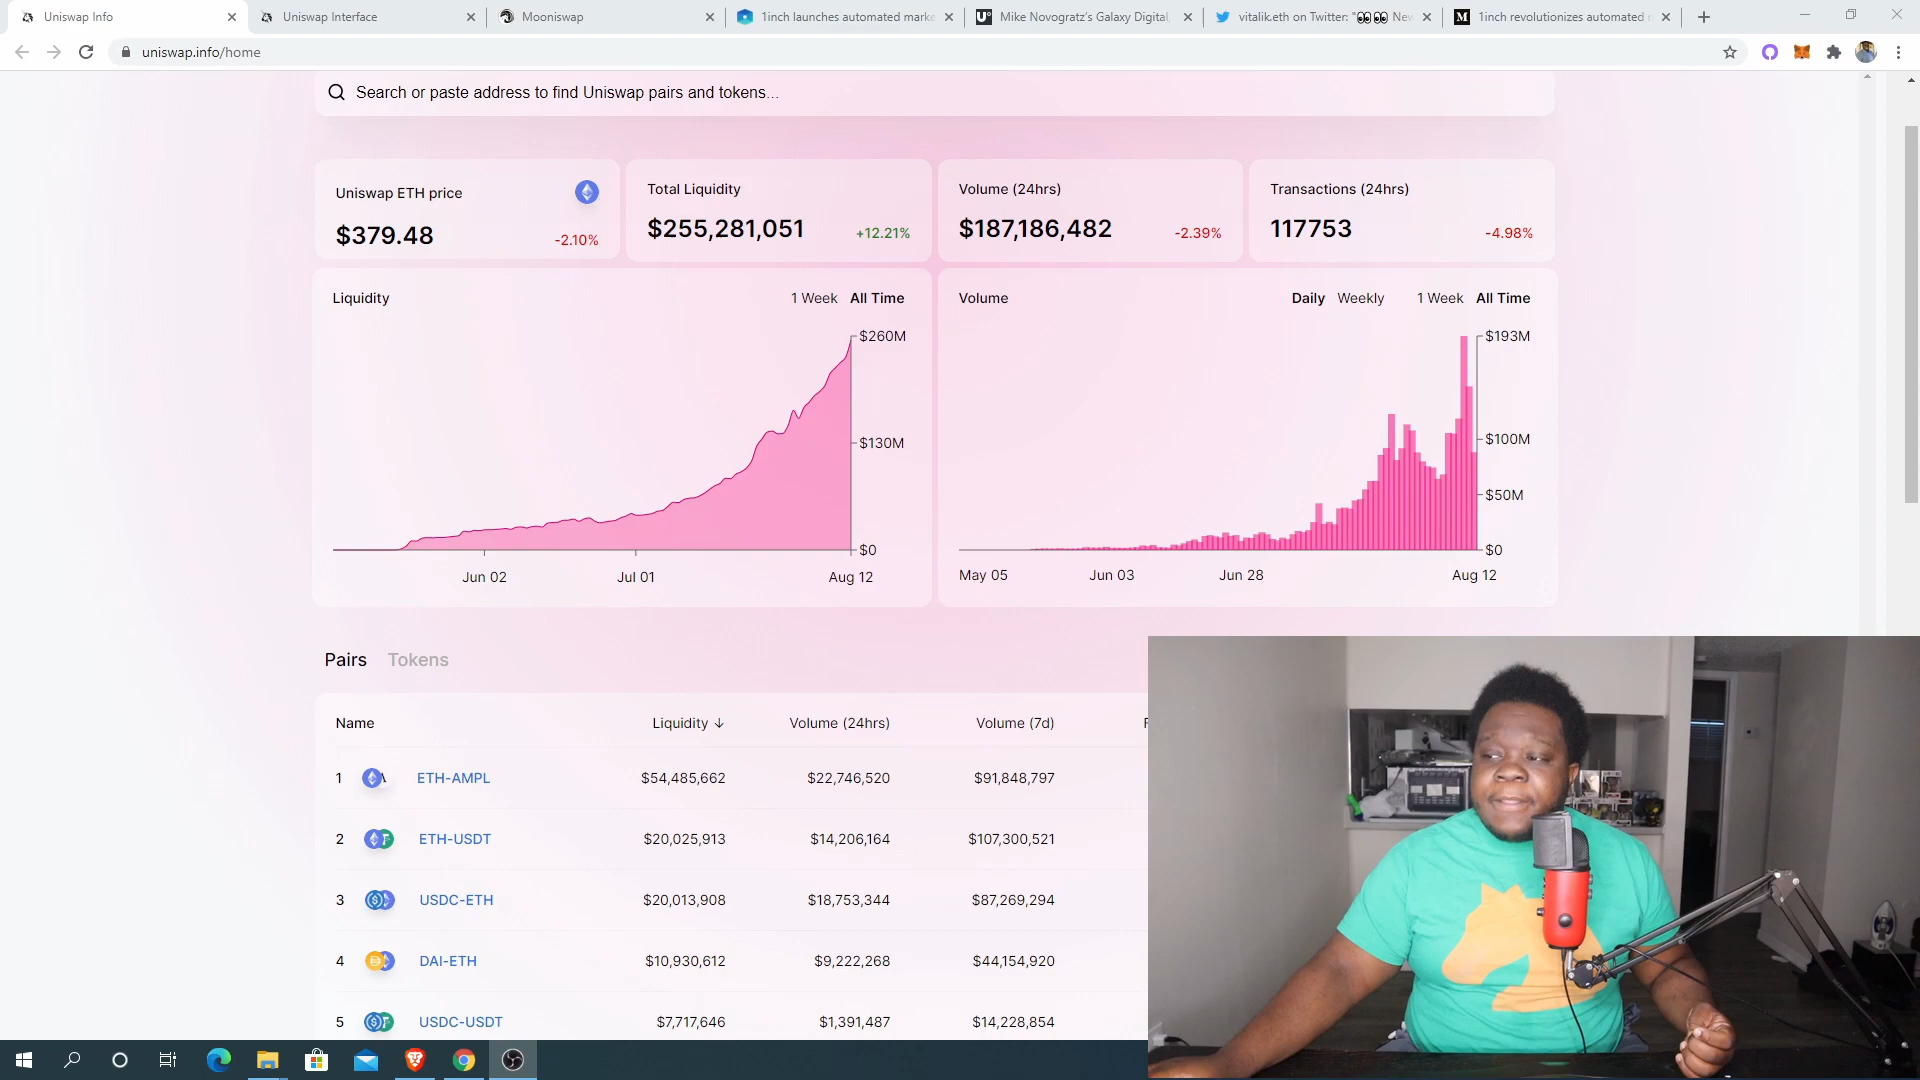 Uniswap Info
Uniswap Interface
Mooniswap
1inch launches automated marke
Mike Novogratz's Galaxy Digital,
vitalik.eth on Twitter: "👀👀 New
1inch revolutionizes automated
uniswap.info/home
Search or paste address to find Uniswap pairs and tokens...
Uniswap ETH price
$379.48
-2.10%
Total Liquidity
$255,281,051
+12.21%
Volume (24hrs)
$187,186,482
-2.39%
Transactions (24hrs)
117753
-4.98%
Liquidity
1 Week
All Time
$260M
$130M
$0
Jun 02
Jul 01
Aug 12
Volume
Daily
Weekly
1 Week
All Time
$193M
$100M
$50M
$0
May 05
Jun 03
Jun 28
Aug 12
Pairs Tokens
Name Liquidity ↓ Volume (24hrs) Volume (7d)
1 ETH-AMPL $54,485,662 $22,746,520 $91,848,797
2 ETH-USDT $20,025,913 $14,206,164 $107,300,521
3 USDC-ETH $20,013,908 $18,753,344 $87,269,294
4 DAI-ETH $10,930,612 $9,222,268 $44,154,920
5 USDC-USDT $7,717,646 $1,391,487 $14,228,854